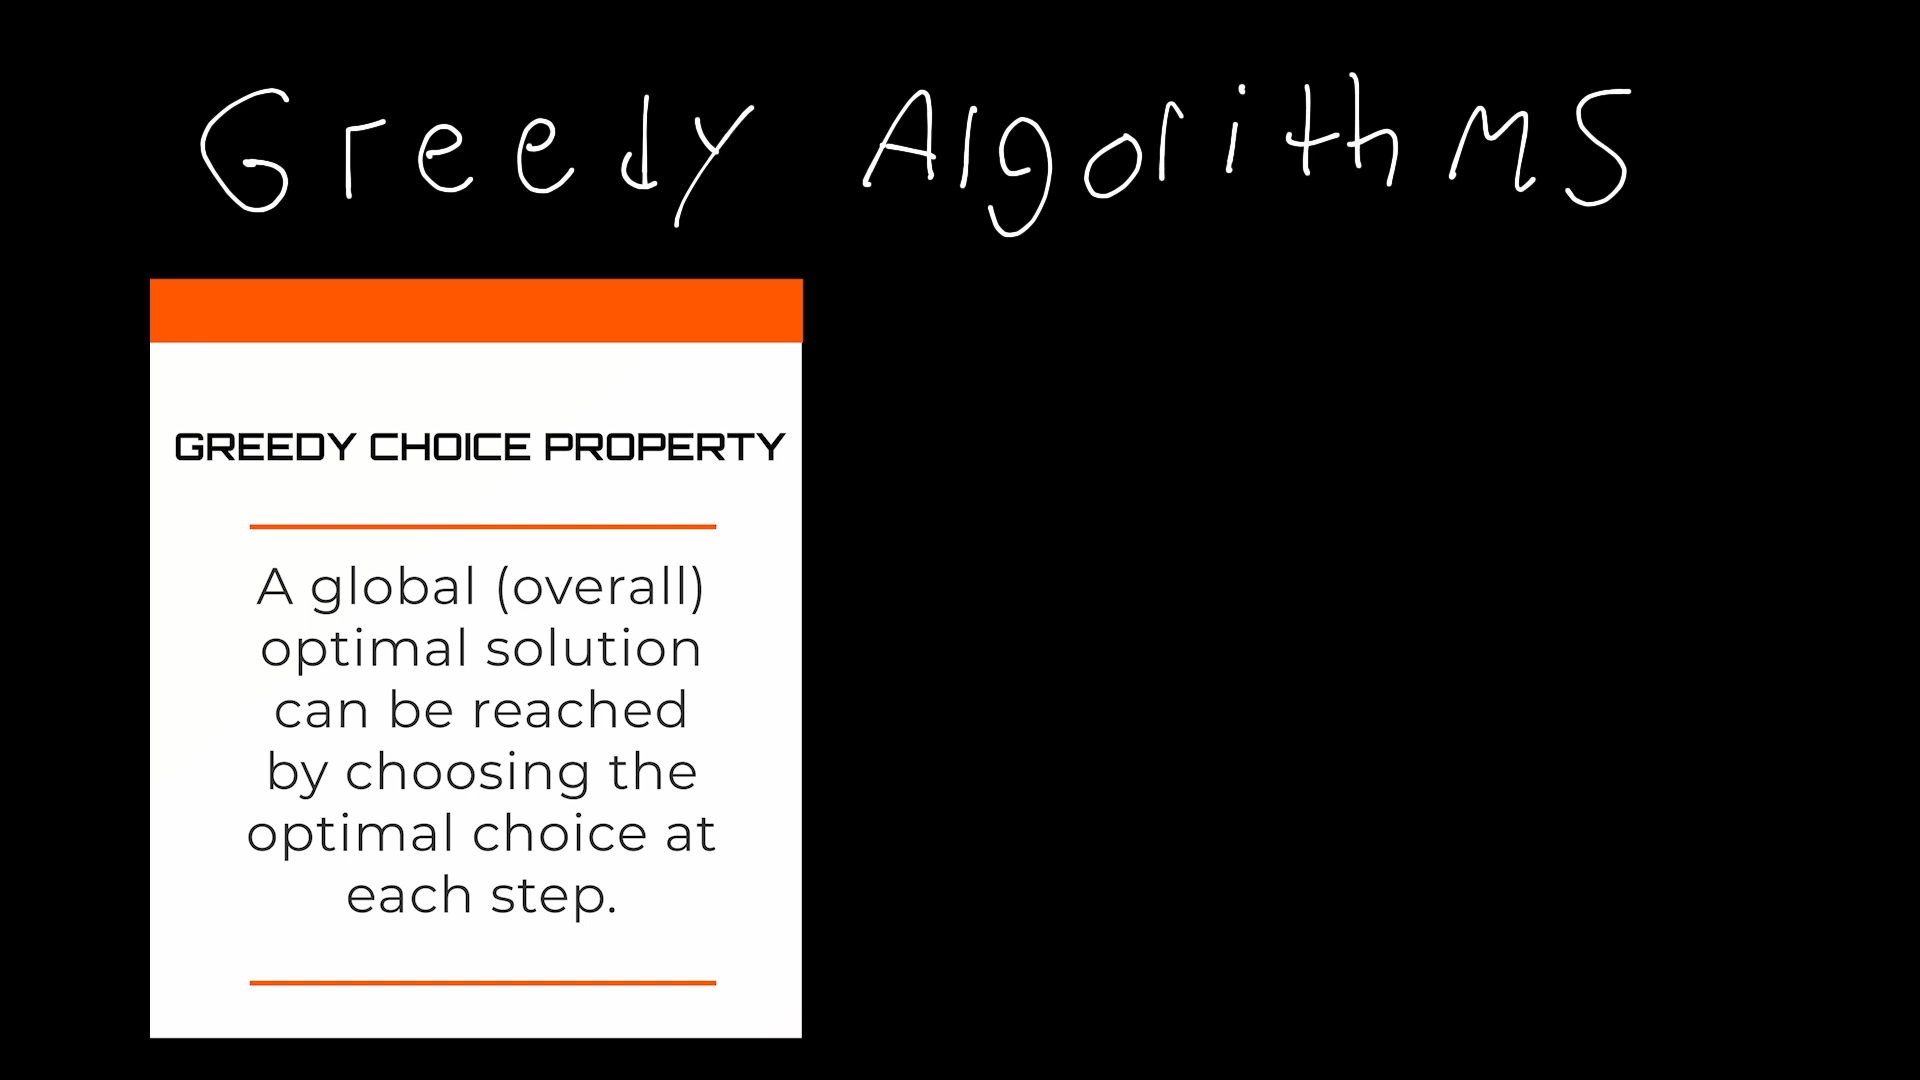 Greedy Algorithms
GREEDY CHOICE PROPERTY
A global (overall)
optimal solution
can be reached
by choosing the
optimal choice at
each step.